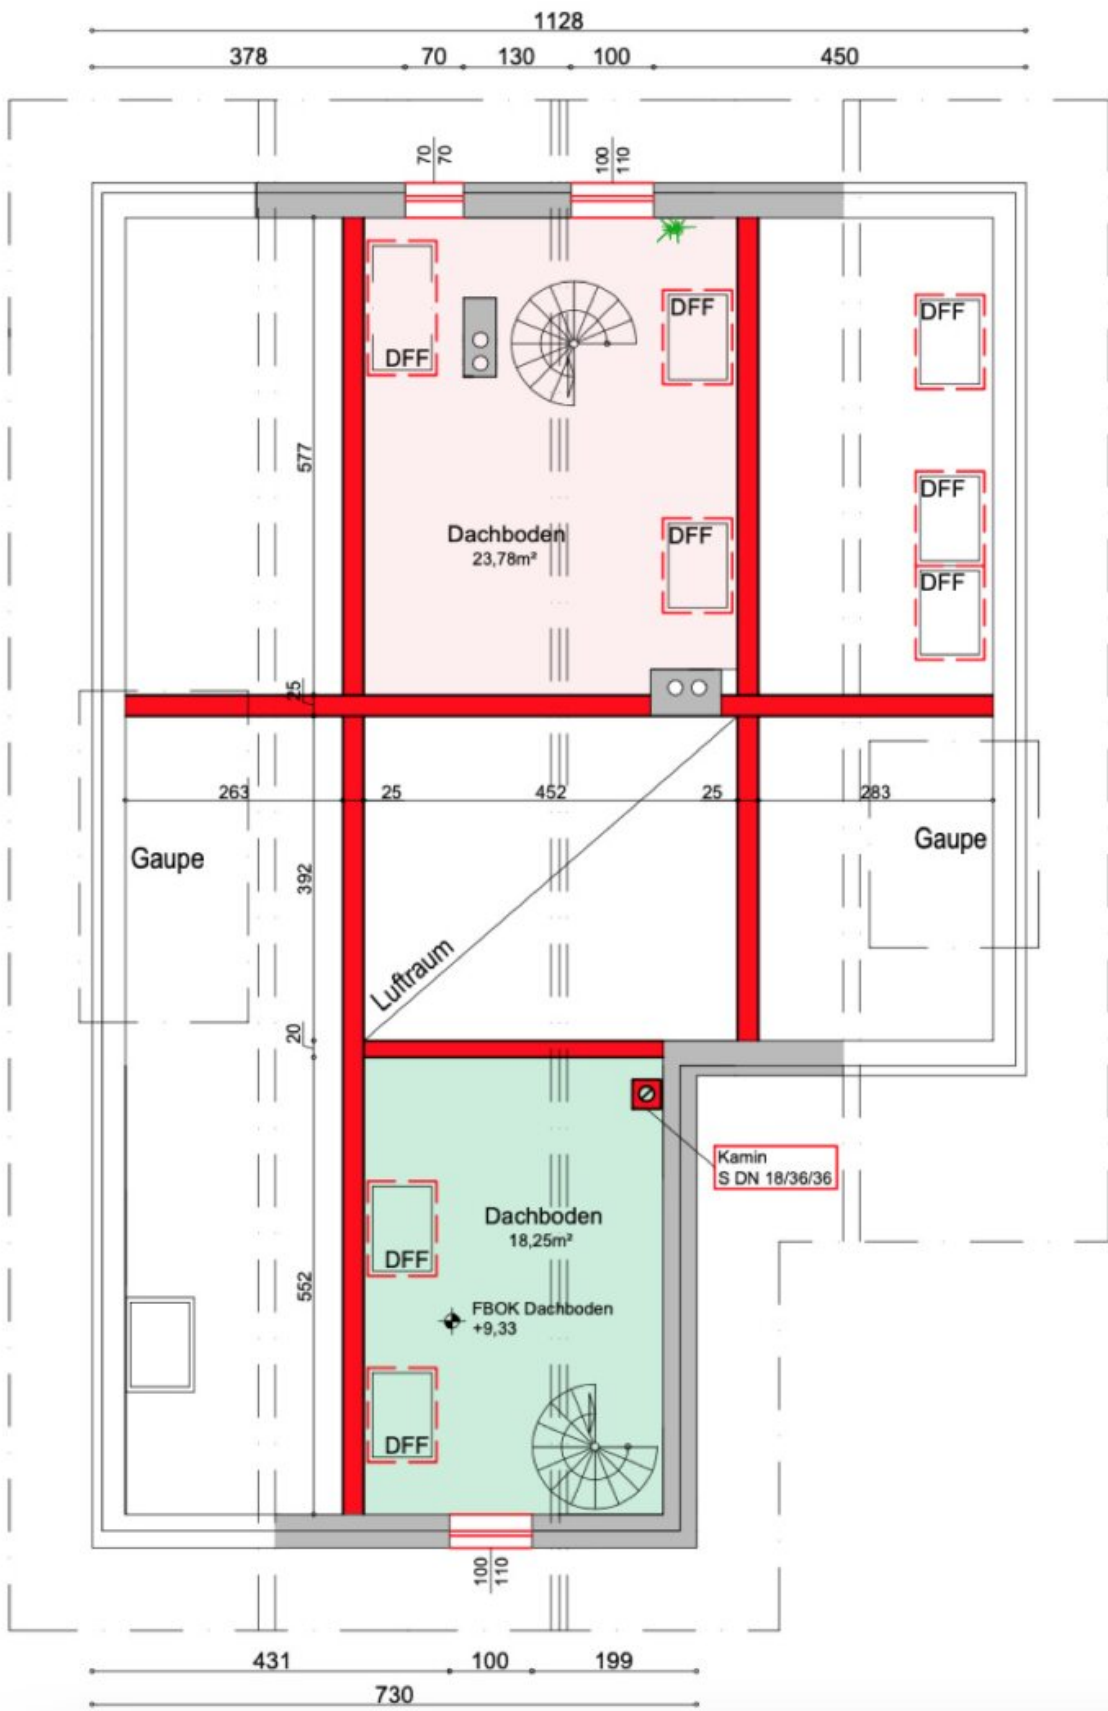 1128
378 70 130 100 450
70
70
100
110
DFF
DFF
DFF
577
DFF
Dachboden
23,78m²
DFF
DFF
25
263 25 452 25 283
Gaupe
Gaupe
392
Luftraum
20
Kamin
S DN 18/36/36
Dachboden
18,25m²
DFF
552
FBOK Dachboden
+9,33
DFF
100
110
431 100 199
730